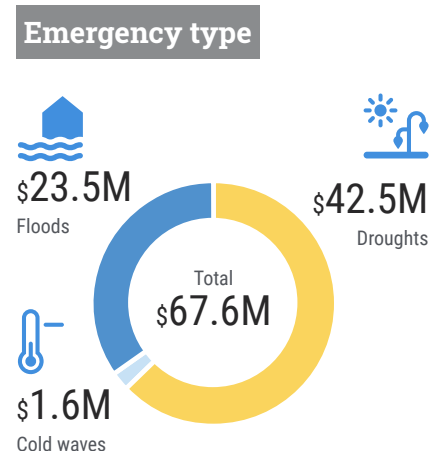 Emergency type
$23.5M
Floods
$42.5M
Droughts
Total
$67.6M
$1.6M
Cold waves